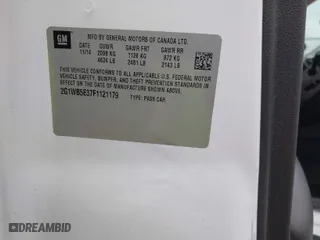 GM
MFD BY GENERAL MOTORS OF CANADA LTD.
DATE GVWR GAWR FRT GAWR RR
11/14 2098 KG 1126 KG 972 KG
4624 LB 2481 LB 2143 LB
THIS VEHICLE CONFORMS TO ALL APPLICABLE U.S. FEDERAL MOTOR
VEHICLE SAFETY, BUMPER, AND THEFT PREVENTION STANDARDS IN
EFFECT ON THE DATE OF MANUFACTURE SHOWN ABOVE.
2G1WB5E37F1121179 TYPE: PASS CAR
DREAMBID